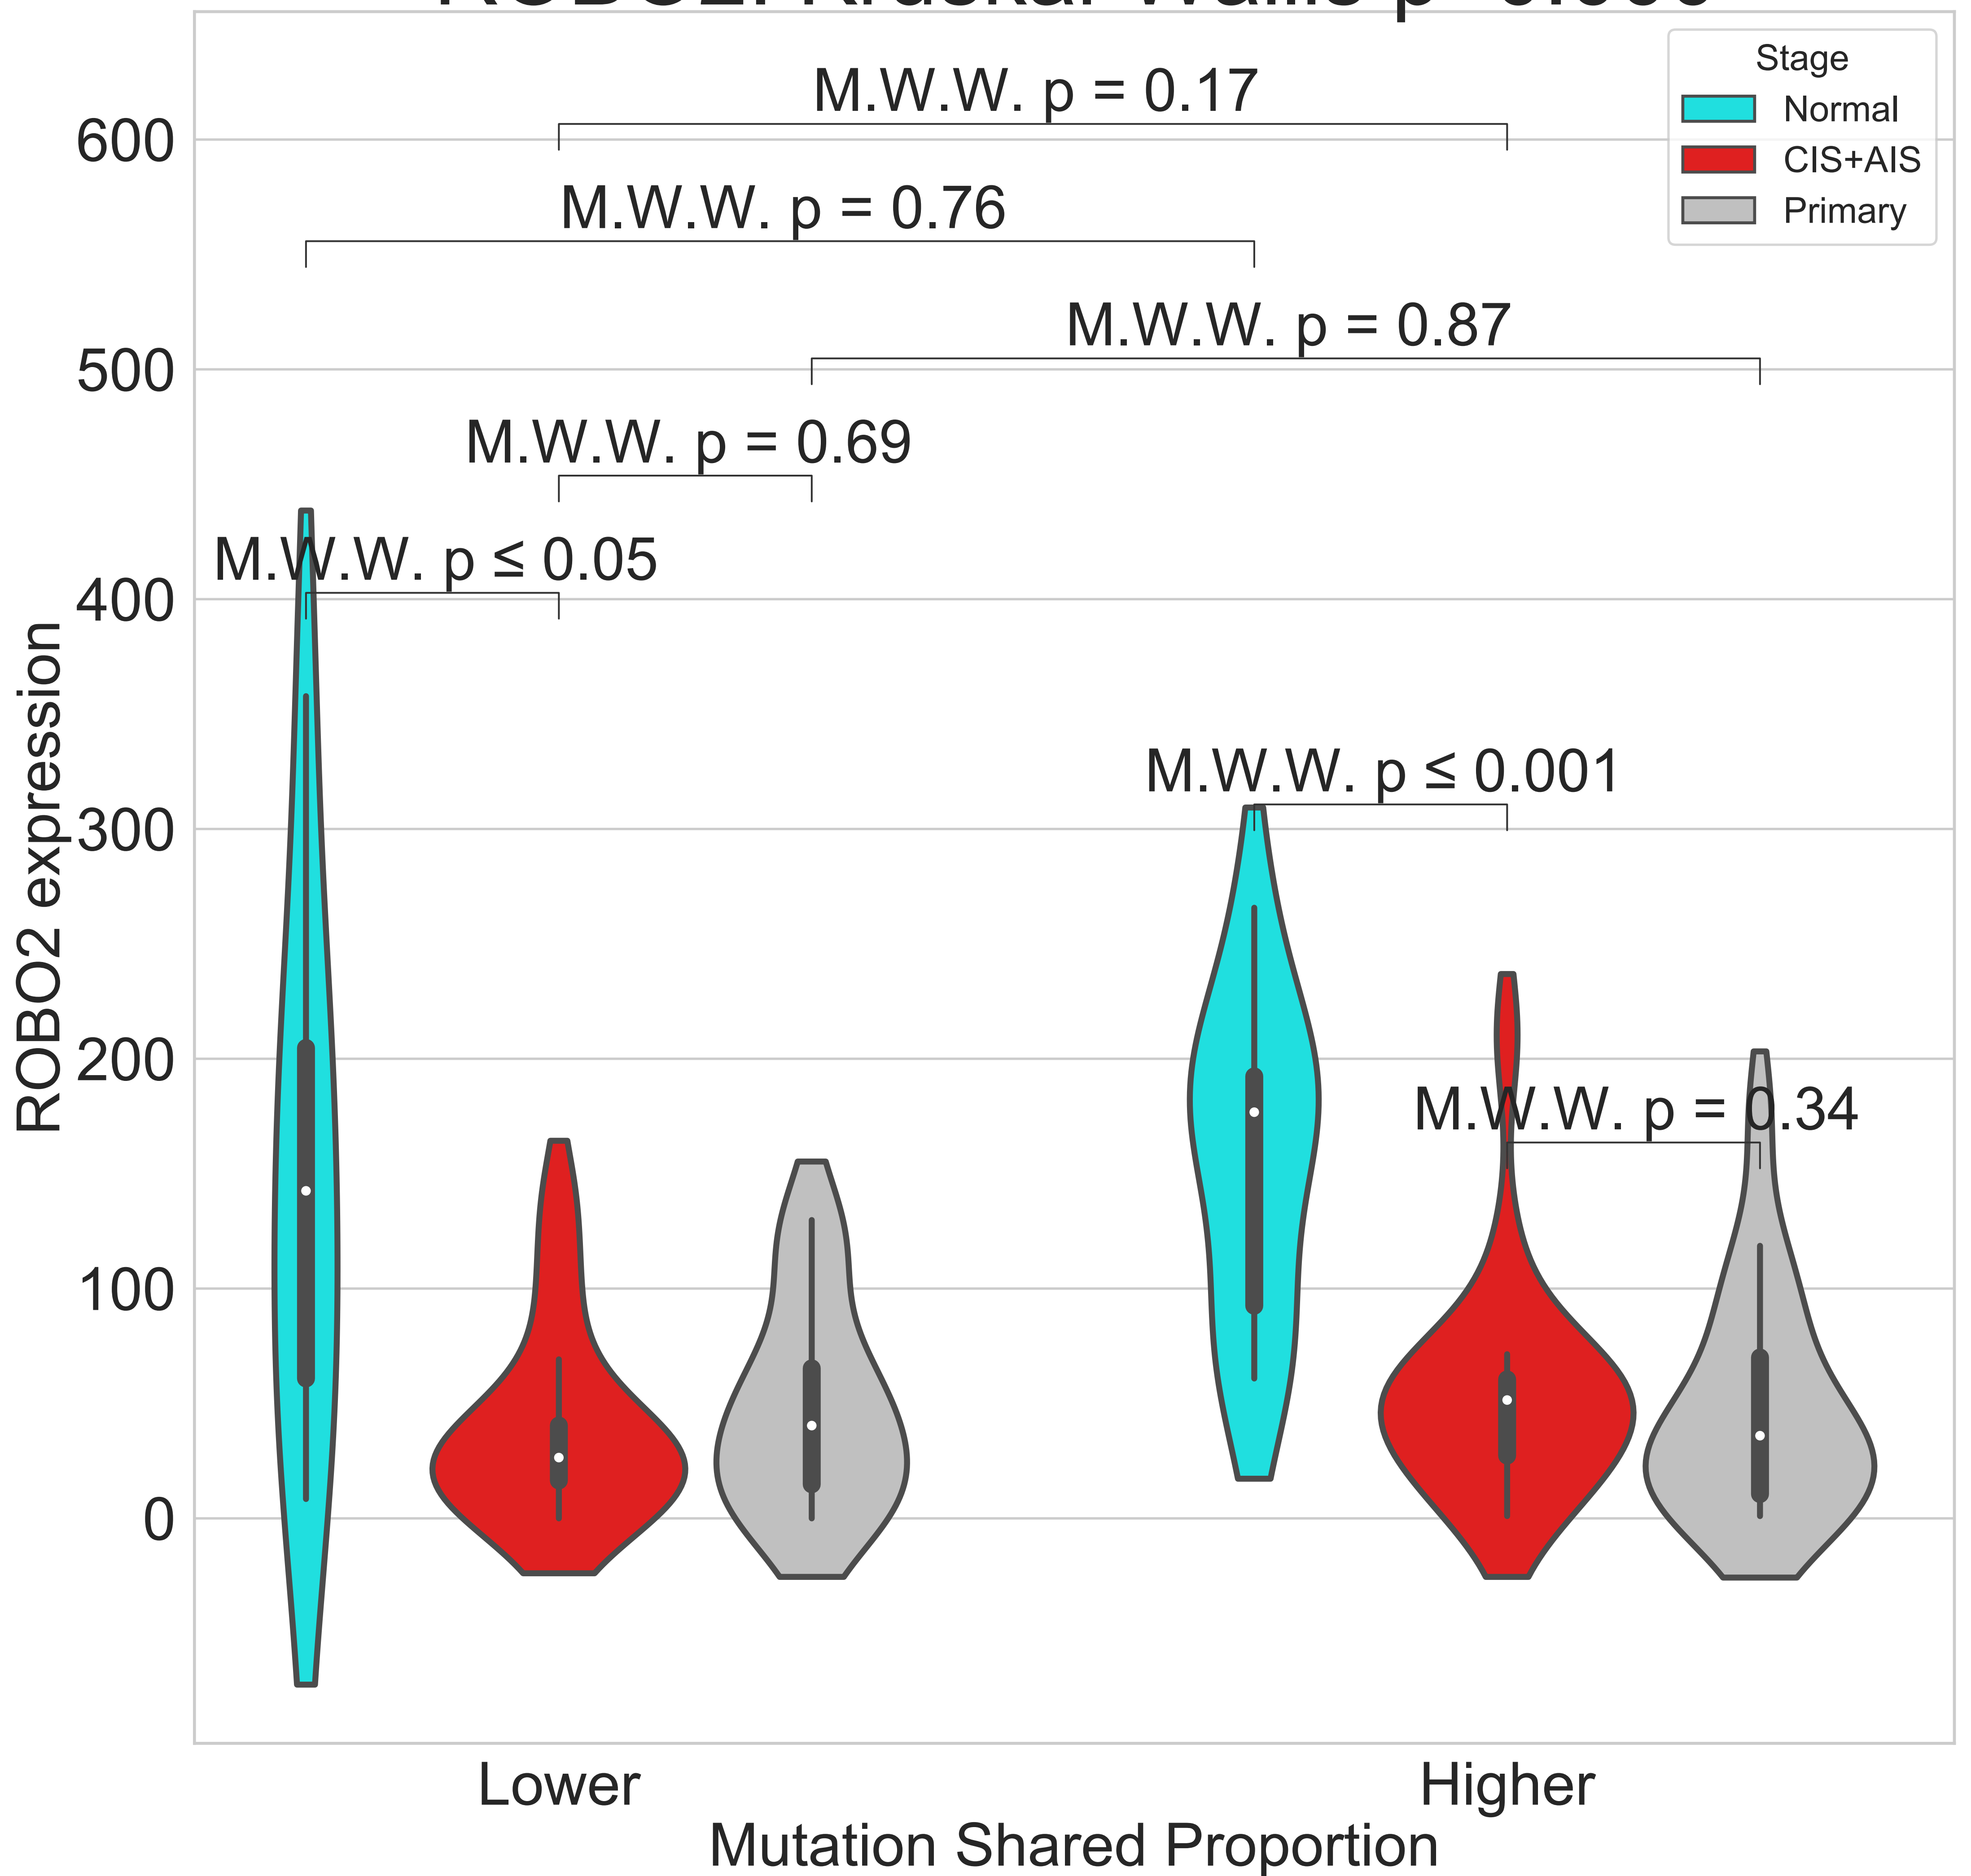 Stage
Normal
CIS+AIS
Primary
M.W.W. p = 0.17
M.W.W. p = 0.76
M.W.W. p = 0.87
M.W.W. p = 0.69
M.W.W. p ≤ 0.05
M.W.W. p ≤ 0.001
M.W.W. p = 0.34
600
500
400
300
200
100
0
ROBO2 expression
Lower
Higher
Mutation Shared Proportion